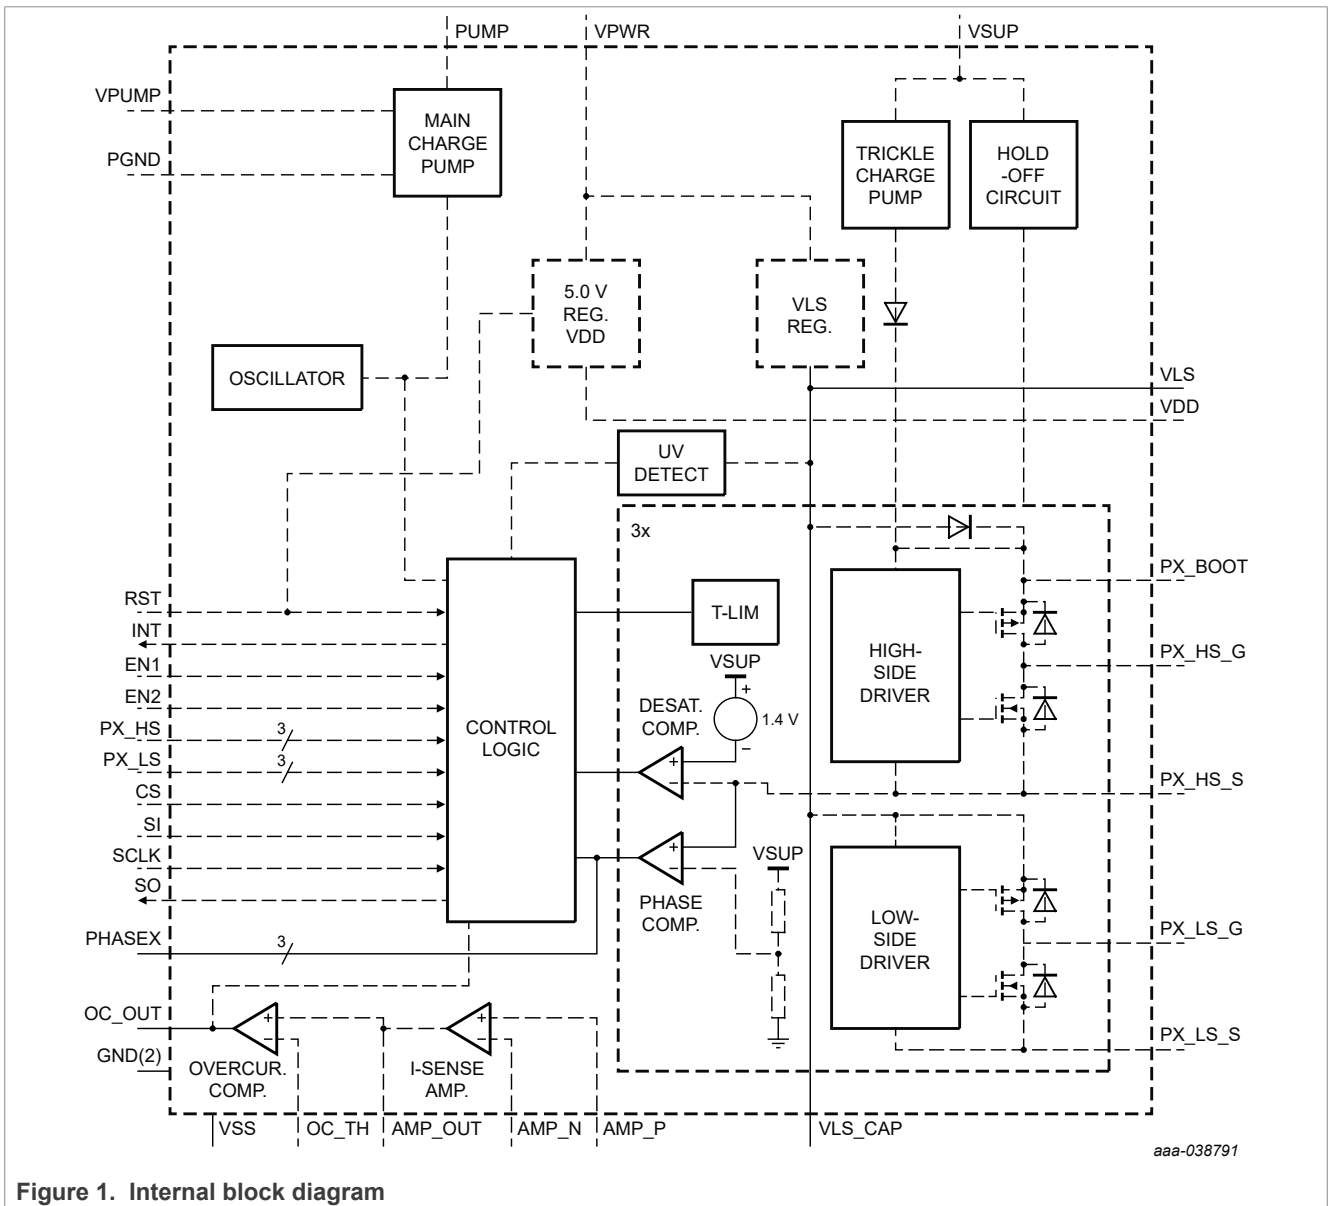 PUMP
VPWR
VSUP
VPUMP
PGND
MAIN
CHARGE
PUMP
TRICKLE
CHARGE
PUMP
HOLD
-OFF
CIRCUIT
5.0 V
REG.
VDD
VLS
REG.
OSCILLATOR
VLS
VDD
UV
DETECT
3x
PX_BOOT
RST
INT
EN1
EN2
PX_HS
3
PX_LS
3
CS
SI
SCLK
SO
PHASEX
3
CONTROL
LOGIC
T-LIM
VSUP
+
DESAT.
COMP.
1.4 V
–
+
–
+
–
PHASE
COMP.
VSUP
HIGH-
SIDE
DRIVER
PX_HS_G
PX_HS_S
LOW-
SIDE
DRIVER
PX_LS_G
PX_LS_S
OC_OUT
GND(2)
+
–
OVERCUR.
COMP.
+
–
I-SENSE
AMP.
VSS
OC_TH
AMP_OUT
AMP_N
AMP_P
VLS_CAP
aaa-038791
Figure 1. Internal block diagram